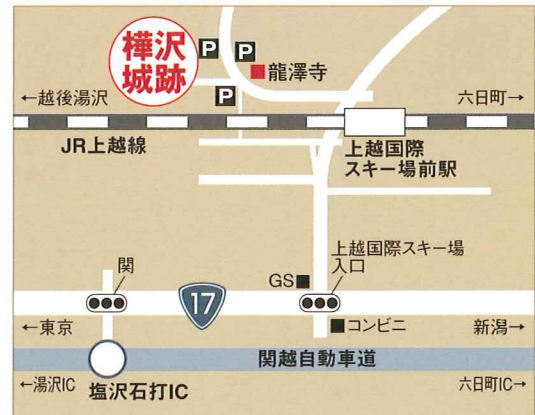 樺沢
城跡
P
P
P
龍澤寺
←越後湯沢
六日町→
JR上越線
上越国際
スキー場前駅
関
上越国際スキー場
入口
GS
17
←東京
コンビニ
新潟→
関越自動車道
←湯沢IC
塩沢石打IC
六日町IC→